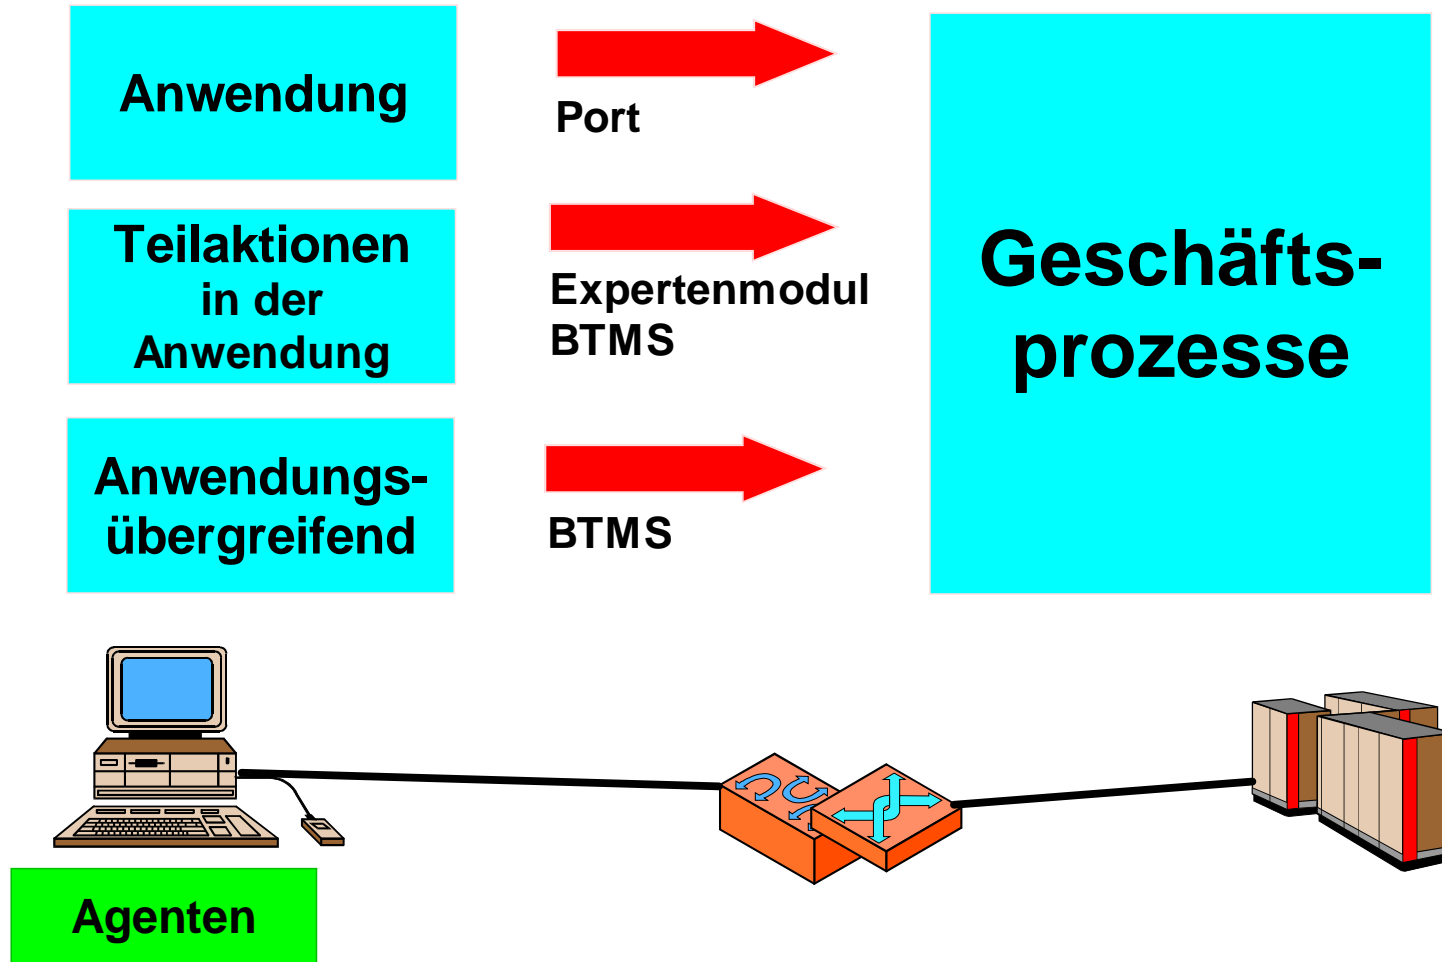 Anwendung
Port
Teilaktionen
in der
Anwendung
Expertenmodul
BTMS
Anwendungs-
übergreifend
BTMS
Geschäfts-
prozesse
Agenten